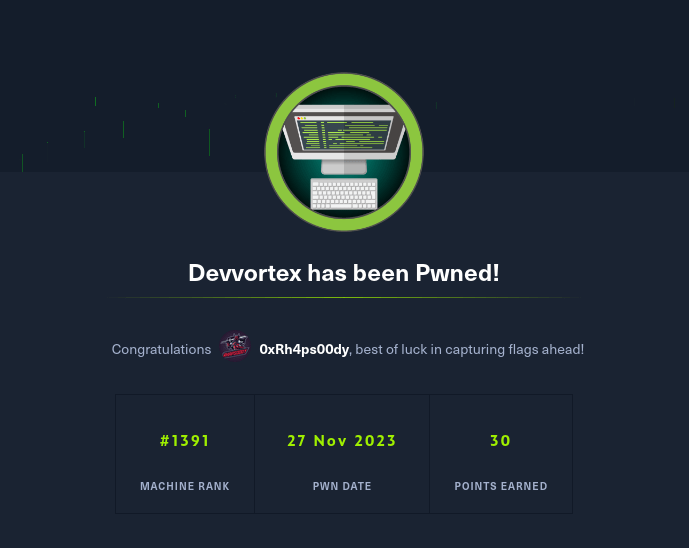 Devvortex has been Pwned!
Congratulations 0xRh4ps00dy, best of luck in capturing flags ahead!
#1391 27 Nov 2023 30
MACHINE RANK PWN DATE POINTS EARNED